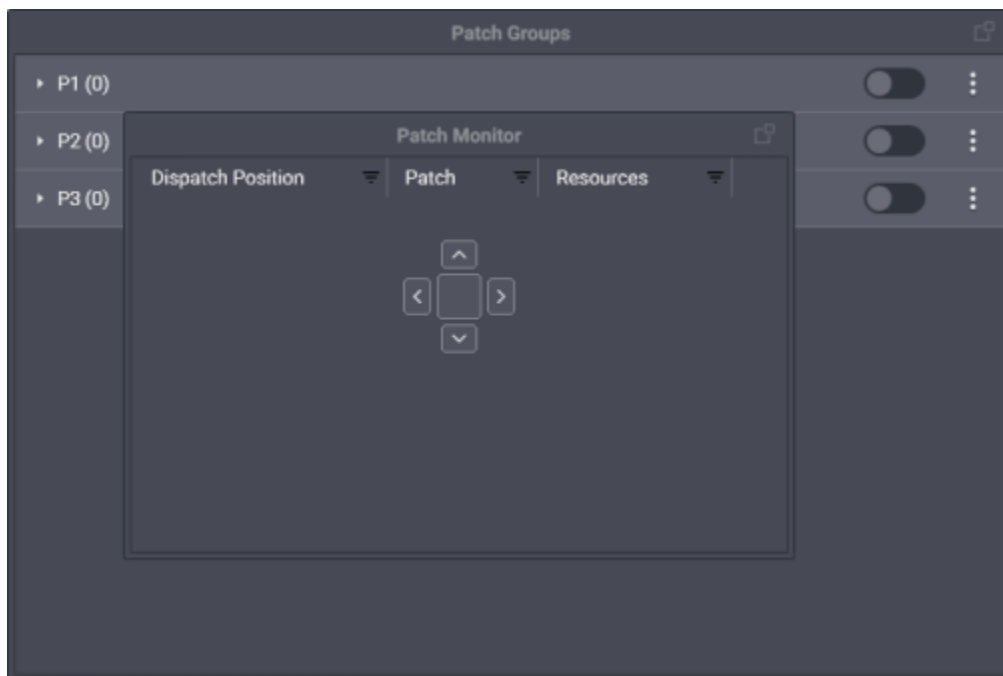 Patch Groups
P1 (0)
P2 (0)
Patch Monitor
Dispatch Position Patch Resources
P3 (0)